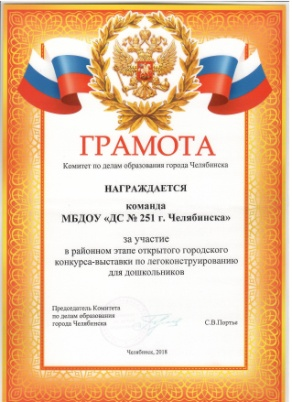 ГРАМОТА
Комитет по делам образования города Челябинска
НАГРАЖДАЕТСЯ
команда
МБДОУ «ДС № 251 г. Челябинска»
за участие
в районном этапе открытого городского
конкурса-выставки по легоконструированию
для дошкольников
Председатель Комитета
по делам образования
города Челябинска
С.В.Портье
Челябинск, 2018